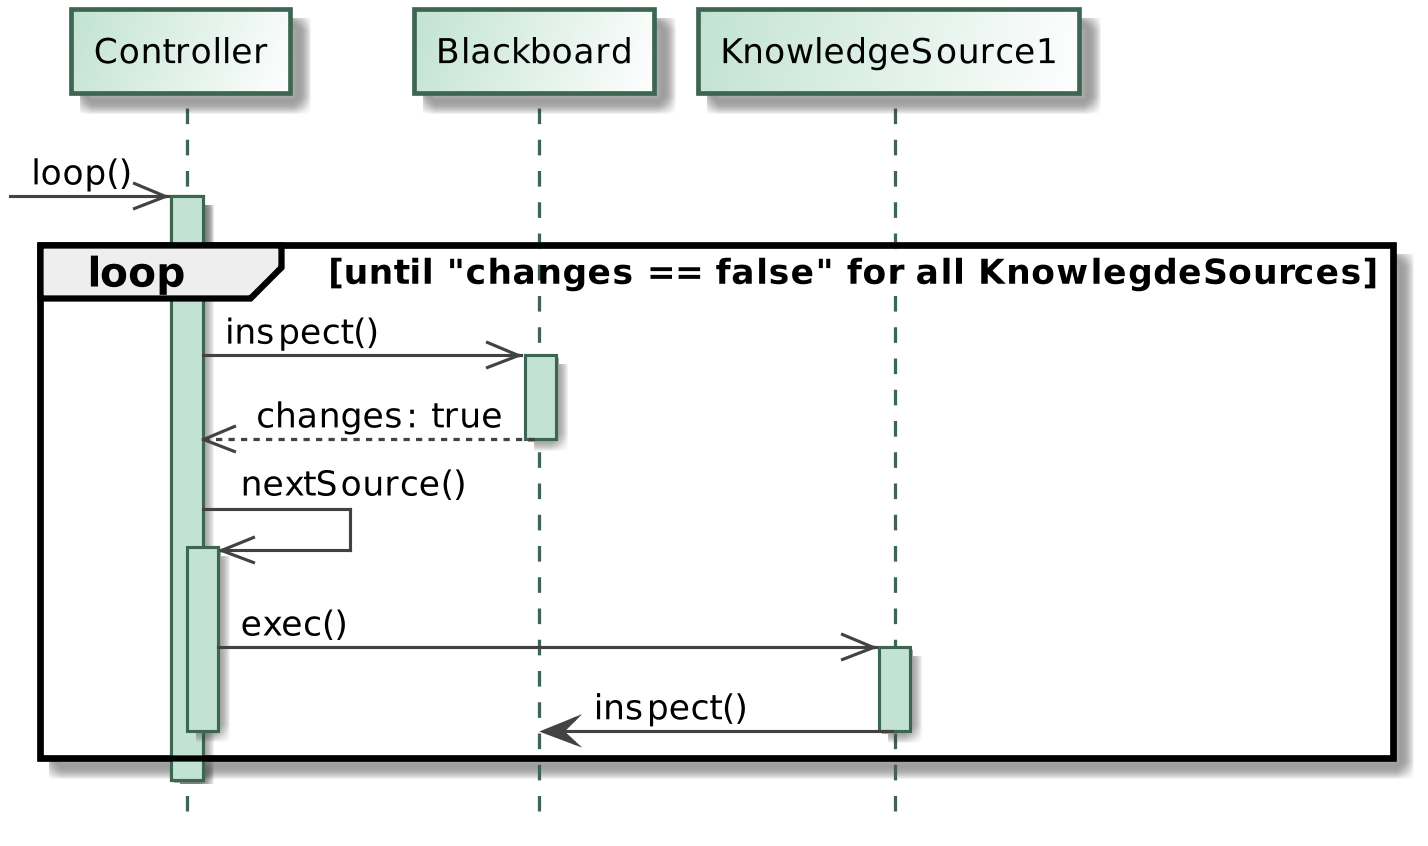 Controller
Blackboard
KnowledgeSource1
loop()
loop
[until "changes == false" for all KnowlegdeSources]
inspect()
changes: true
nextSource()
exec()
inspect()